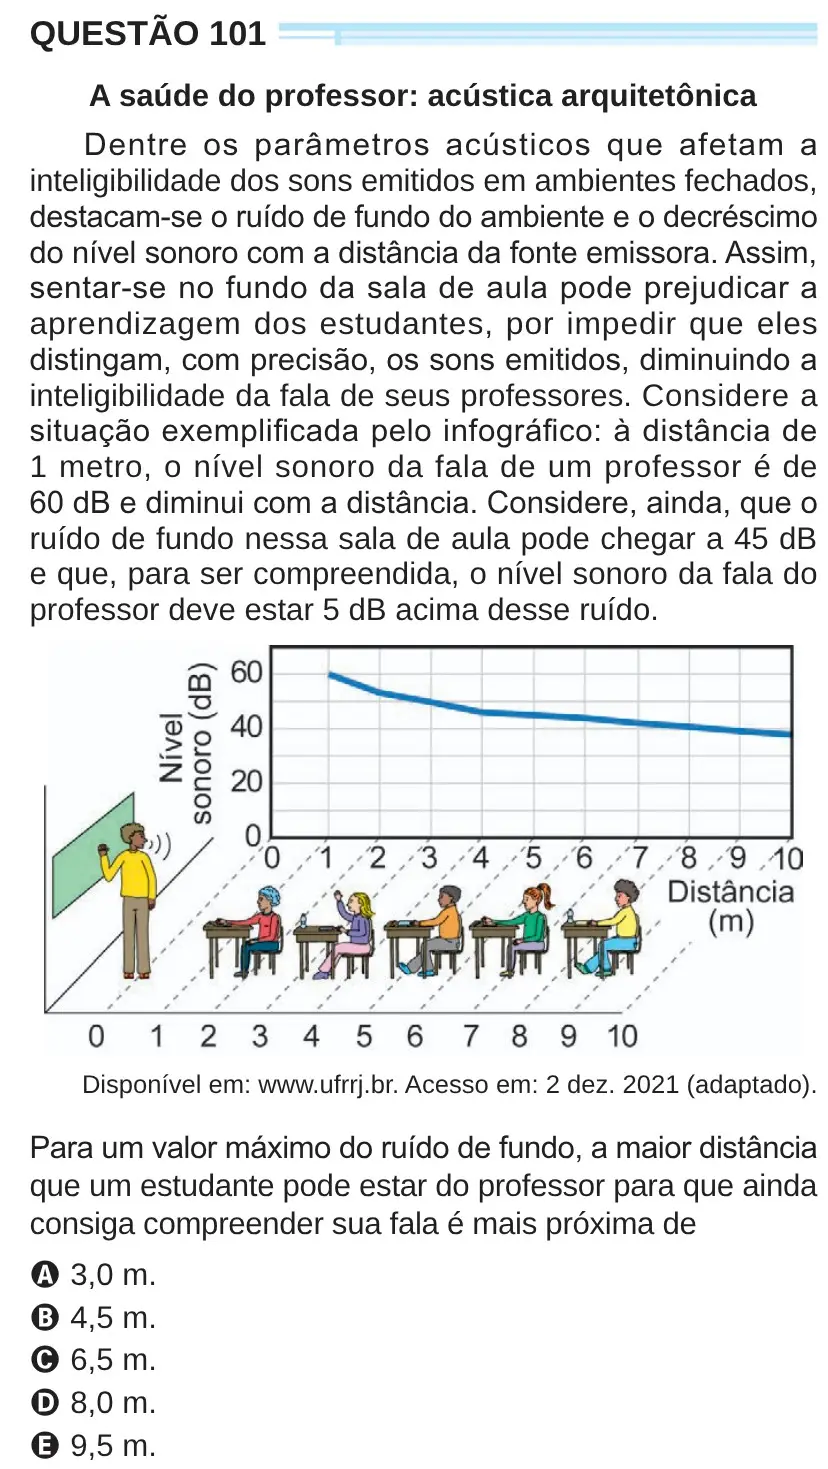 QUESTÃO 101
A saúde do professor: acústica arquitetônica
Dentre os parâmetros acústicos que afetam a
inteligibilidade dos sons emitidos em ambientes fechados,
destacam-se o ruído de fundo do ambiente e o decréscimo
do nível sonoro com a distância da fonte emissora. Assim,
sentar-se no fundo da sala de aula pode prejudicar a
aprendizagem dos estudantes, por impedir que eles
distingam, com precisão, os sons emitidos, diminuindo a
inteligibilidade da fala de seus professores. Considere a
situação exemplificada pelo infográfico: à distância de
1 metro, o nível sonoro da fala de um professor é de
60 dB e diminui com a distância. Considere, ainda, que o
ruído de fundo nessa sala de aula pode chegar a 45 dB
e que, para ser compreendida, o nível sonoro da fala do
professor deve estar 5 dB acima desse ruído.
Nível
sonoro (dB)
60
40
20
0
0 1 2 3 4 5 6 7 8 9 10
Distância
(m)
0 1 2 3 4 5 6 7 8 9 10
Disponível em: www.ufrrj.br. Acesso em: 2 dez. 2021 (adaptado).
Para um valor máximo do ruído de fundo, a maior distância
que um estudante pode estar do professor para que ainda
consiga compreender sua fala é mais próxima de
A 3,0 m.
B 4,5 m.
C 6,5 m.
D 8,0 m.
E 9,5 m.